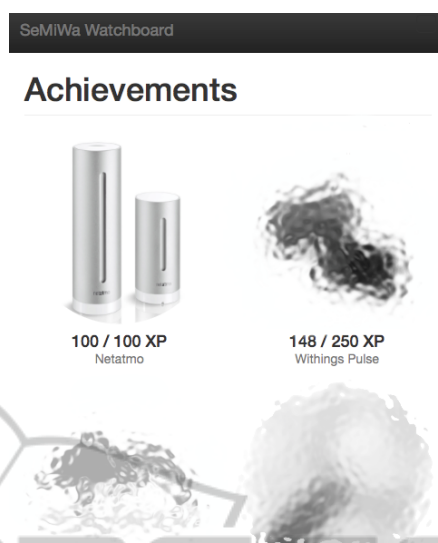 SeMiWa Watchboard
Achievements
100 / 100 XP
148 / 250 XP
Netatmo
Withings Pulse